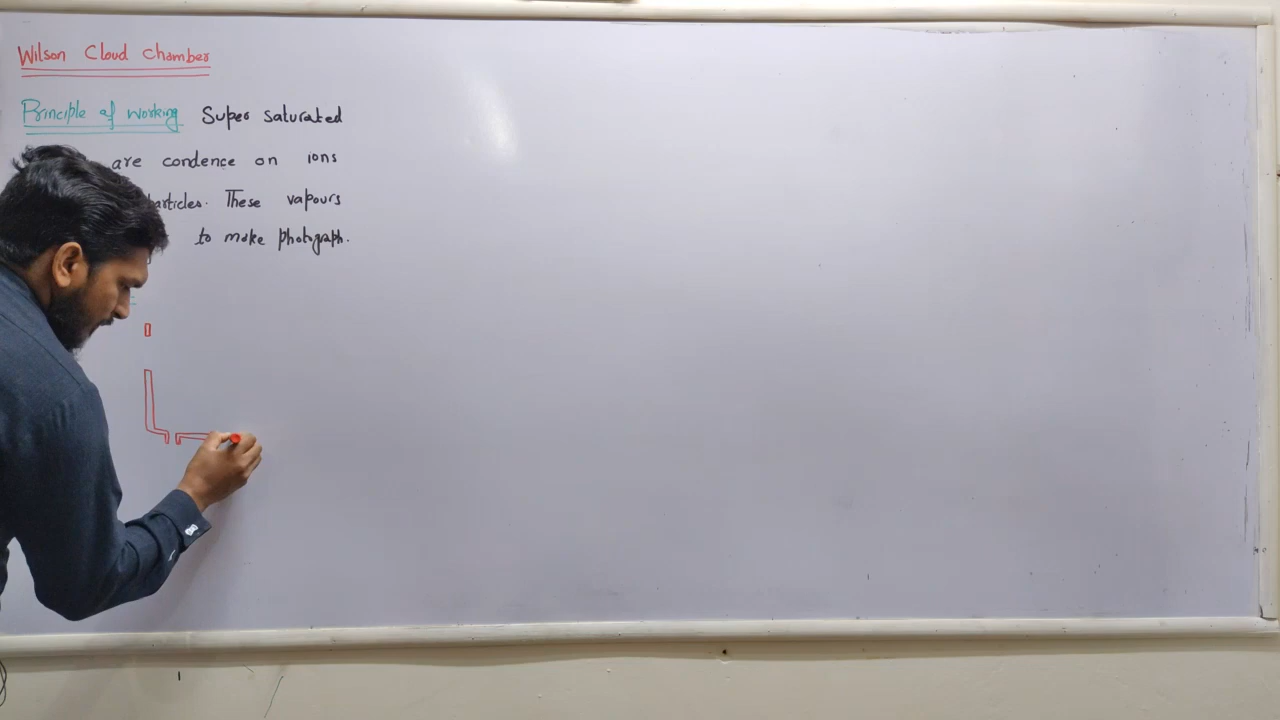 Wilson Cloud Chamber
Principle of Working Super saturated
are condence on ions
particles. These vapours
to make photograph.